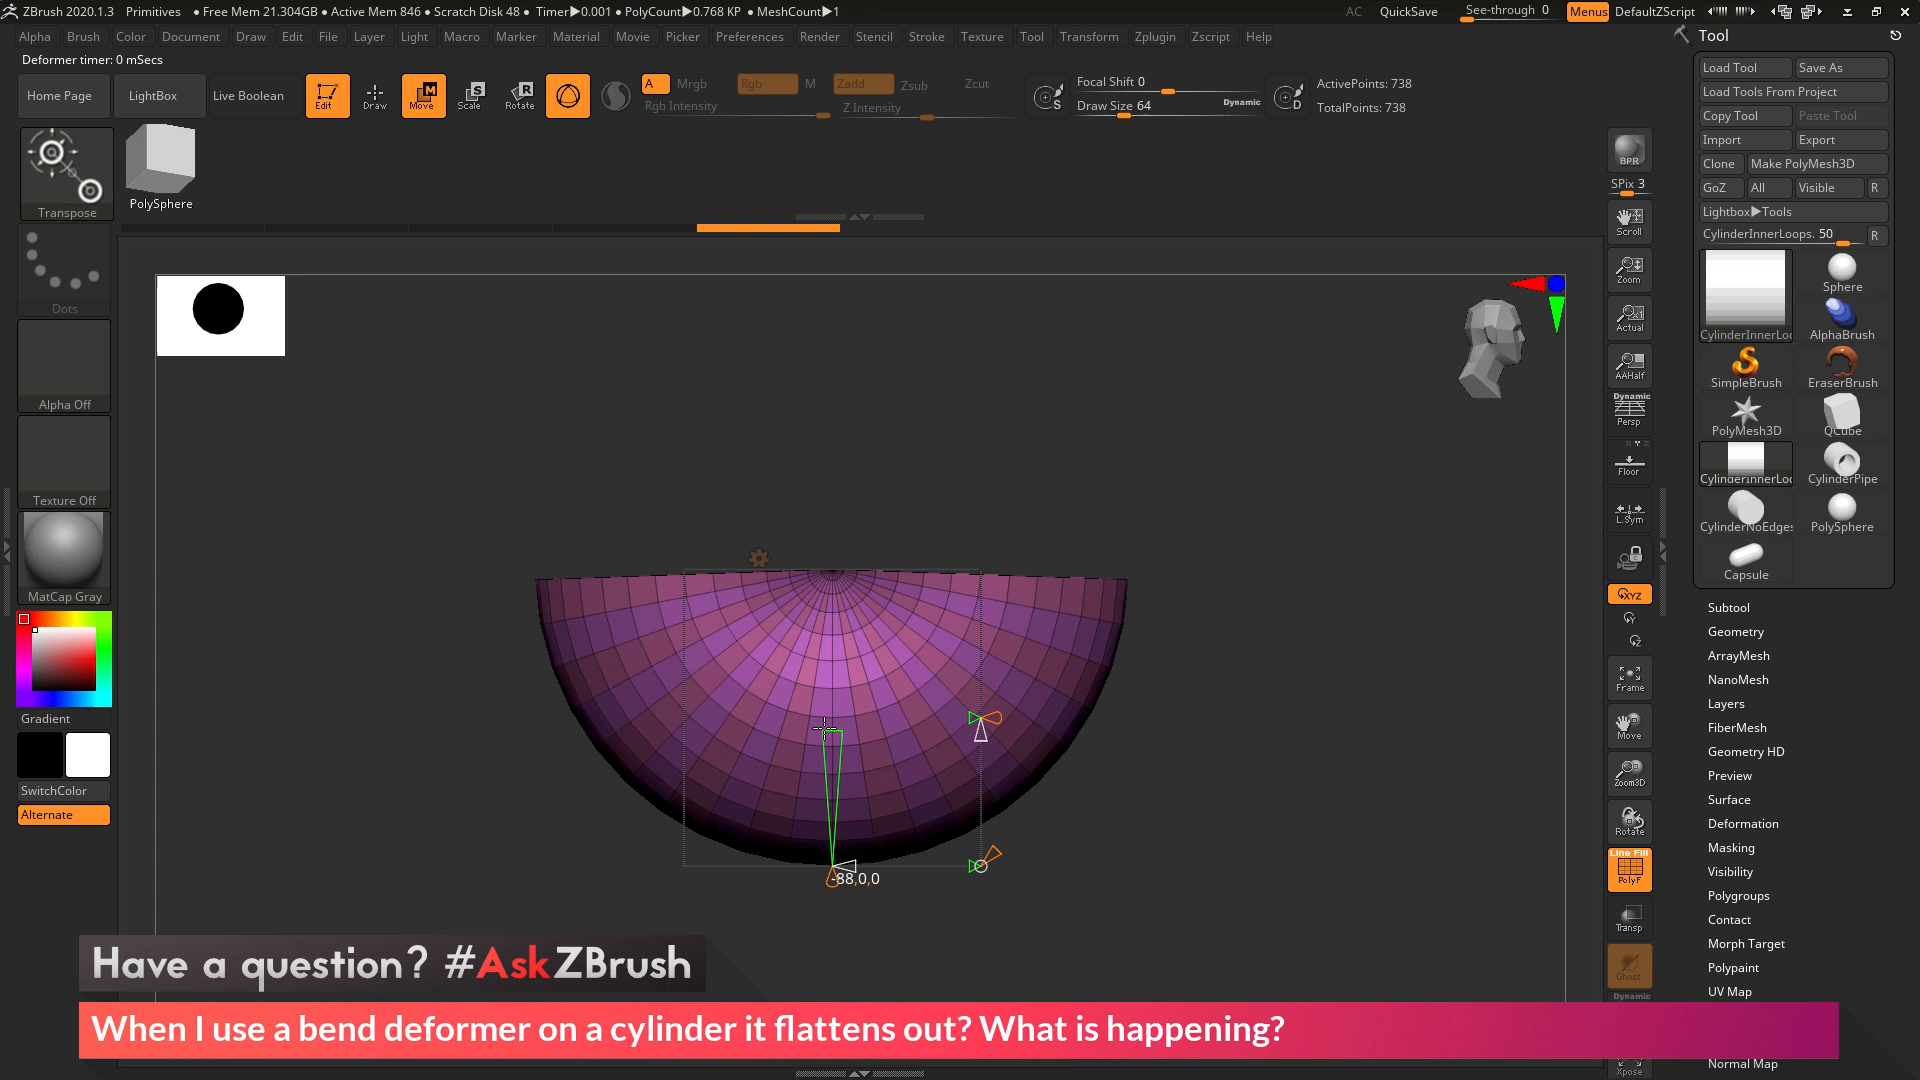 ZBrush 2020.1.3 Primitives ● Free Mem 21.304GB ● Active Mem 846 ● Scratch Disk 48 ● Timer▶0.001 ● PolyCount▶0.768 KP ● MeshCount▶1 AC QuickSave See-through 0 Menus DefaultZScript
Alpha Brush Color Document Draw Edit File Layer Light Macro Marker Material Movie Picker Preferences Render Stencil Stroke Texture Tool Transform Zplugin Zscript Help
Deformer timer: 0 mSecs
Home Page LightBox Live Boolean Edit Draw Move Scale Rotate
A Mrgb Rgb M Zadd Zsub Zcut
Rgb Intensity Z Intensity
S Focal Shift 0
Draw Size 64 Dynamic
D ActivePoints: 738
TotalPoints: 738
Transpose
PolySphere
Dots
Alpha Off
Texture Off
MatCap Gray
Gradient
SwitchColor
Alternate
-88,0,0
BPR
SPix 3
Scroll
Zoom
Actual
AAHalf
Dynamic
Persp
Floor
L.Sym
XYZ
Y
Z
Frame
Move
Zoom3D
Rotate
Line Fill
PolyF
Transp
Ghost
Dynamic
Xpose
Tool
Load Tool Save As
Load Tools From Project
Copy Tool Paste Tool
Import Export
Clone Make PolyMesh3D
GoZ All Visible R
Lightbox▶Tools
CylinderInnerLoops. 50 R
CylinderInnerLoo Sphere
AlphaBrush
SimpleBrush EraserBrush
PolyMesh3D QCube
CylinderInnerLoo CylinderPipe
CylinderNoEdges PolySphere
Capsule
Subtool
Geometry
ArrayMesh
NanoMesh
Layers
FiberMesh
Geometry HD
Preview
Surface
Deformation
Masking
Visibility
Polygroups
Contact
Morph Target
Polypaint
UV Map
Normal Map
Have a question? #AskZBrush
When I use a bend deformer on a cylinder it flattens out? What is happening?